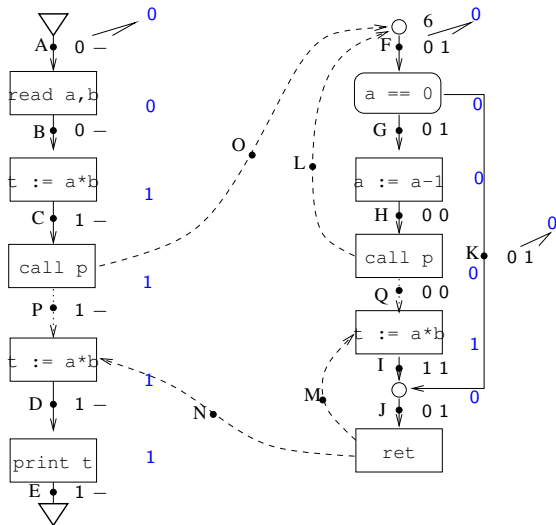 A 0 – 0
read a,b
0
B 0 –
t := a*b
1
C 1 –
call p
1
P 1 –
t := a*b
1
D 1 –
print t
1
E 1 –
O
N
L
M
6
F 0 1 0
a == 0
0
G 0 1
a := a-1
0
H 0 0
call p
0
K 0 1 0
Q 0 0
t := a*b
1
I 1 1
0
J 0 1
ret